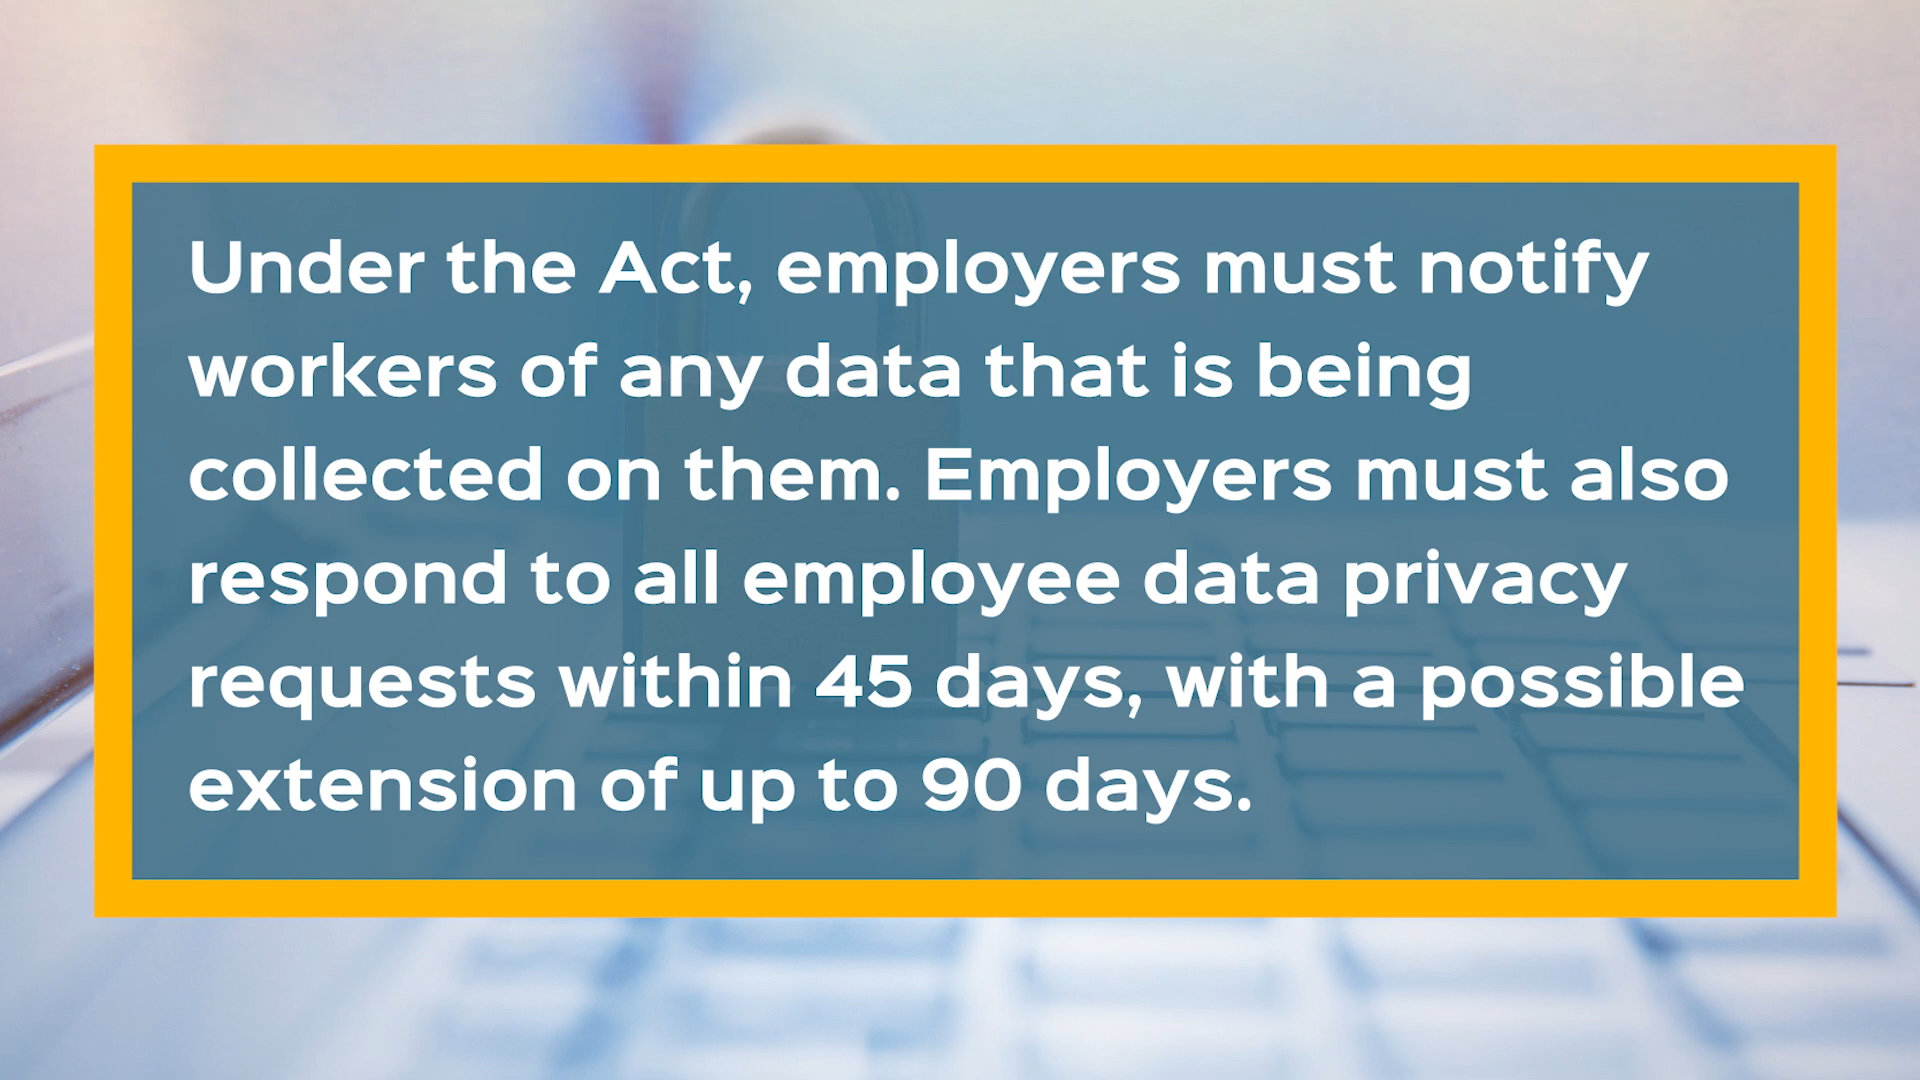 Under the Act, employers must notify
workers of any data that is being
collected on them. Employers must also
respond to all employee data privacy
requests within 45 days, with a possible
extension of up to 90 days.